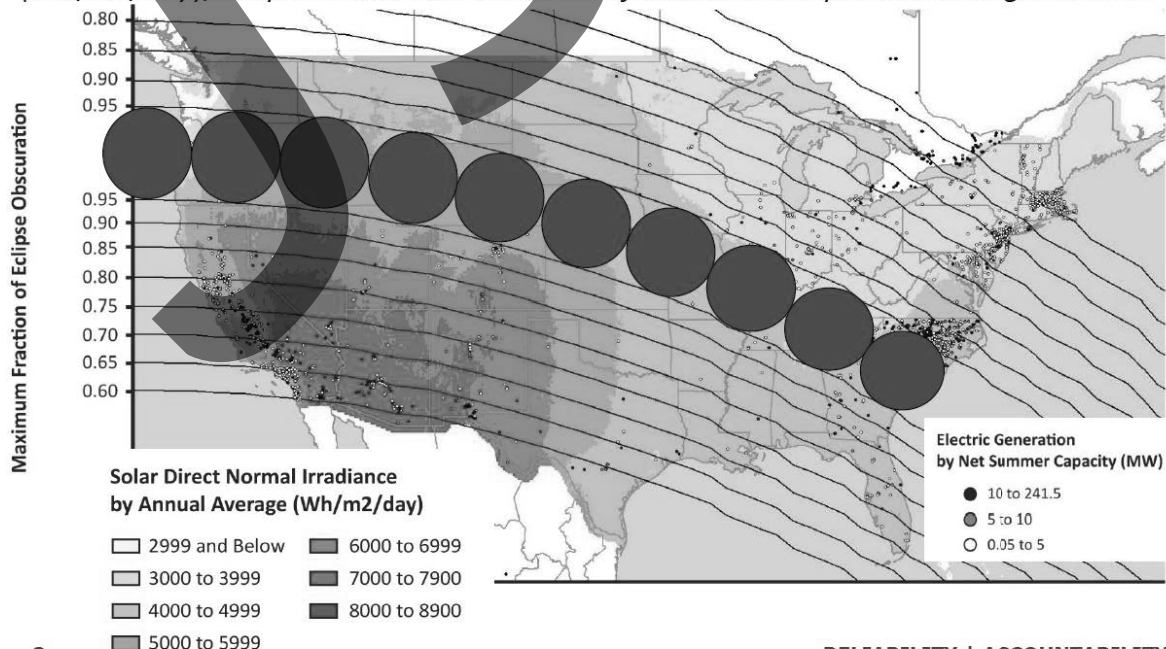 0.80
0.85
0.90
0.95
0.95
0.90
0.85
0.80
0.75
0.70
0.65
0.60
Maximum Fraction of Eclipse Obscuration
Solar Direct Normal Irradiance
by Annual Average (Wh/m2/day)
2999 and Below
3000 to 3999
4000 to 4999
5000 to 5999
6000 to 6999
7000 to 7900
8000 to 8900
Electric Generation
by Net Summer Capacity (MW)
10 to 241.5
5 to 10
0.05 to 5
RELIABILITY | ACCOUNTABILITY